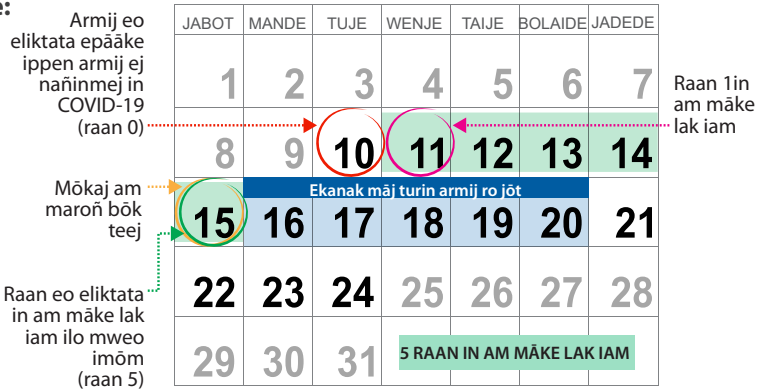 e:
Armij eo
eliktata epāāke
ippen armij ej
nañinmej in
COVID-19
(raan 0)
JABOT MANDE TUJE WENJE TAIJE BOLAIDE JADEDE
1 2 3 4 5 6 7
Raan 1in
am māke
lak iam
8 9 10 11 12 13 14
Mōkaj am
maroñ bōk
teej
Ekanak māj turin armij ro jōt
15 16 17 18 19 20 21
Raan eo eliktata
in am māke lak
iam ilo mweo
imōm
(raan 5)
22 23 24 25 26 27 28
29 30 31
5 RAAN IN AM MĀKE LAK IAM